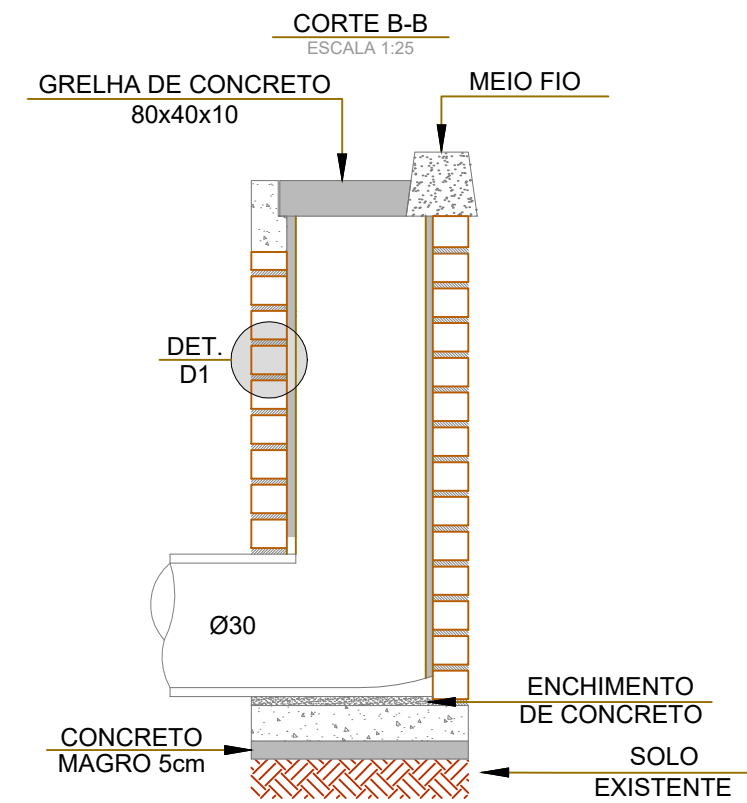 CORTE B-B
ESCALA 1:25
GRELHA DE CONCRETO
80x40x10
MEIO FIO
DET.
D1
Ø30
ENCHIMENTO
DE CONCRETO
CONCRETO
MAGRO 5cm
SOLO
EXISTENTE